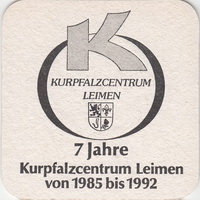 K
KURPFALZCENTRUM
LEIMEN
7 Jahre
Kurpfalzcentrum Leimen
von 1985 bis 1992